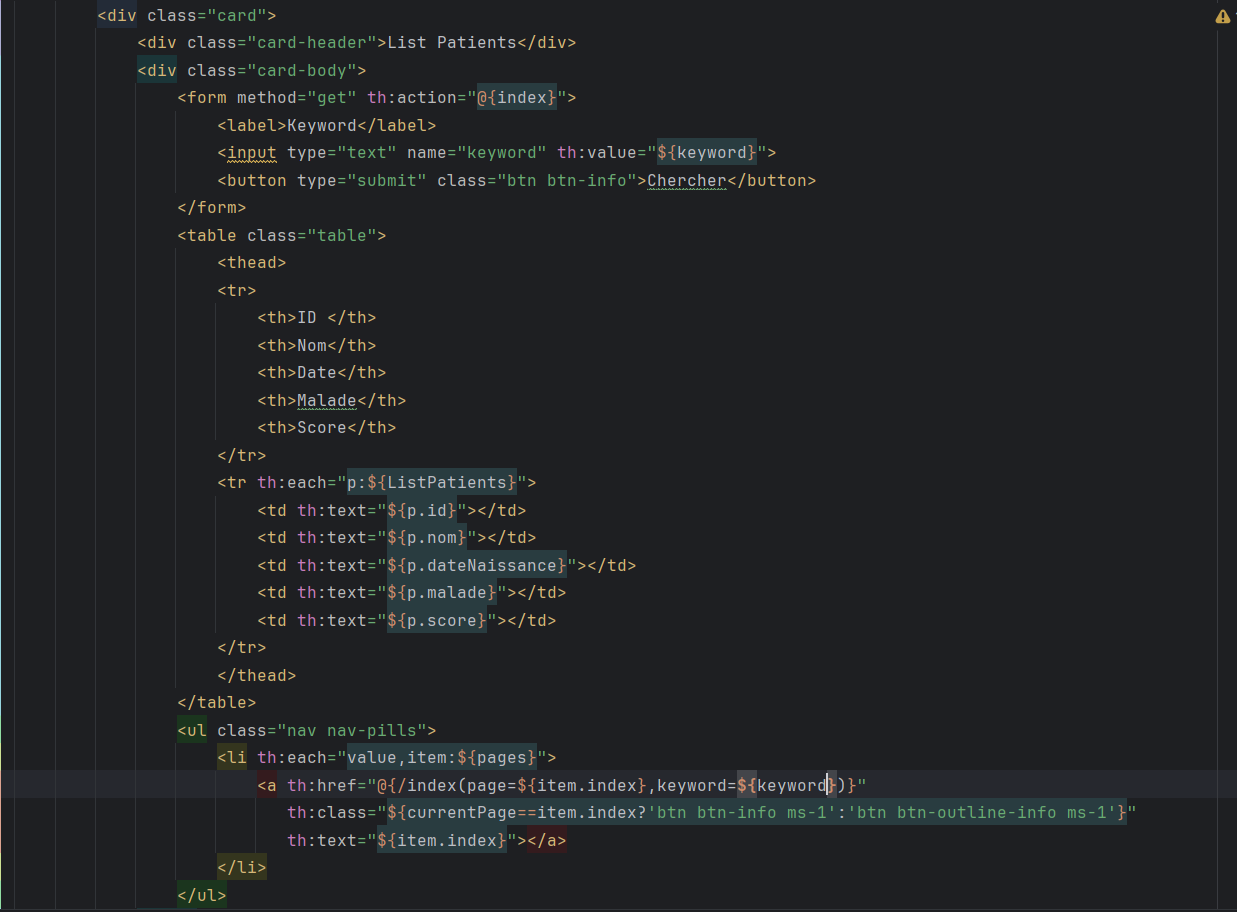 <div class="card">
<div class="card-header">List Patients</div>
<div class="card-body">
<form method="get" th:action="@{index}">
<label>Keyword</label>
<input type="text" name="keyword" th:value="${keyword}">
<button type="submit" class="btn btn-info">Chercher</button>
</form>
<table class="table">
<thead>
<tr>
<th>ID </th>
<th>Nom</th>
<th>Date</th>
<th>Malade</th>
<th>Score</th>
</tr>
<tr th:each="p:${ListPatients}">
<td th:text="${p.id}"></td>
<td th:text="${p.nom}"></td>
<td th:text="${p.dateNaissance}"></td>
<td th:text="${p.malade}"></td>
<td th:text="${p.score}"></td>
</tr>
</thead>
</table>
<ul class="nav nav-pills">
<li th:each="value,item:${pages}">
<a th:href="@{/index(page=${item.index},keyword=${keyword})}"
th:class="${currentPage==item.index?'btn btn-info ms-1':'btn btn-outline-info ms-1'}"
th:text="${item.index}"></a>
</li>
</ul>